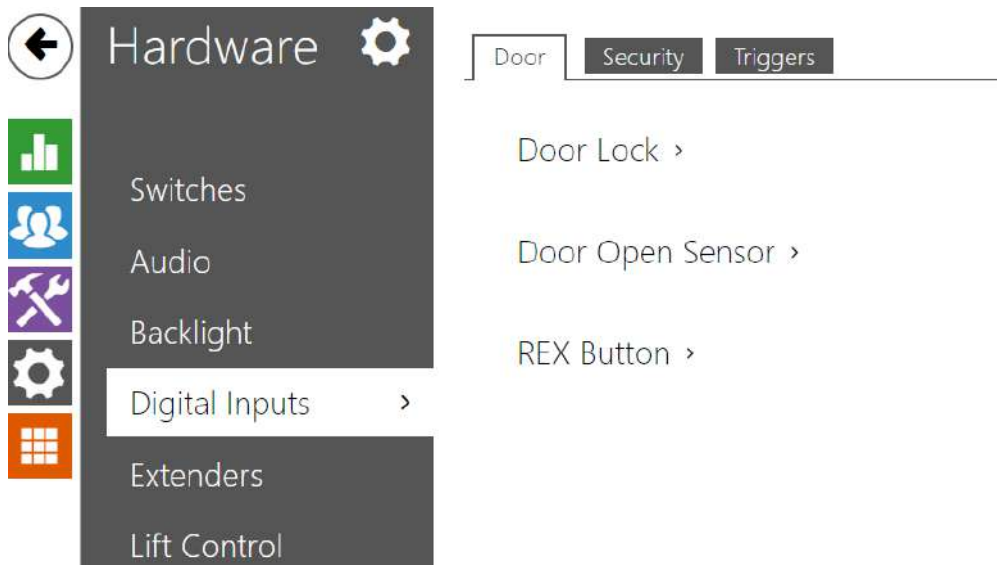 Hardware
Switches
Audio
Backlight
Digital Inputs >
Extenders
Lift Control
Door Security Triggers
Door Lock >
Door Open Sensor >
REX Button >